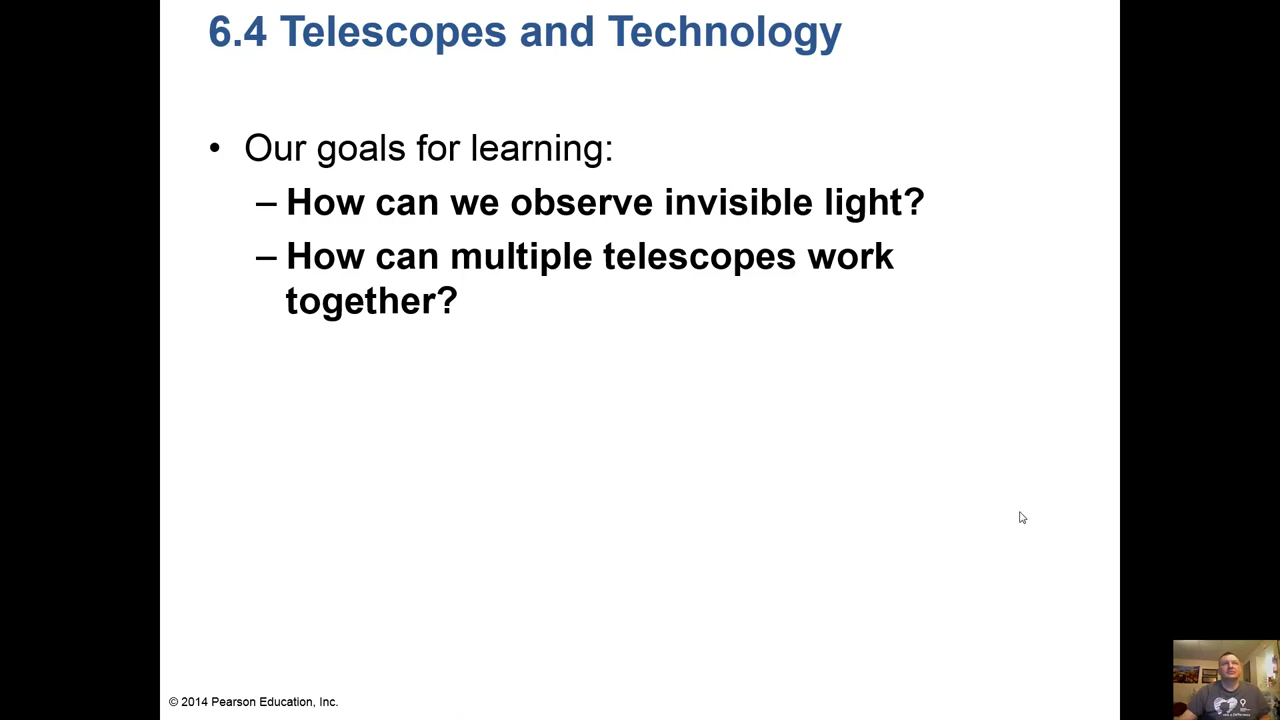 6.4 Telescopes and Technology
• Our goals for learning:
– How can we observe invisible light?
– How can multiple telescopes work
together?
© 2014 Pearson Education, Inc.